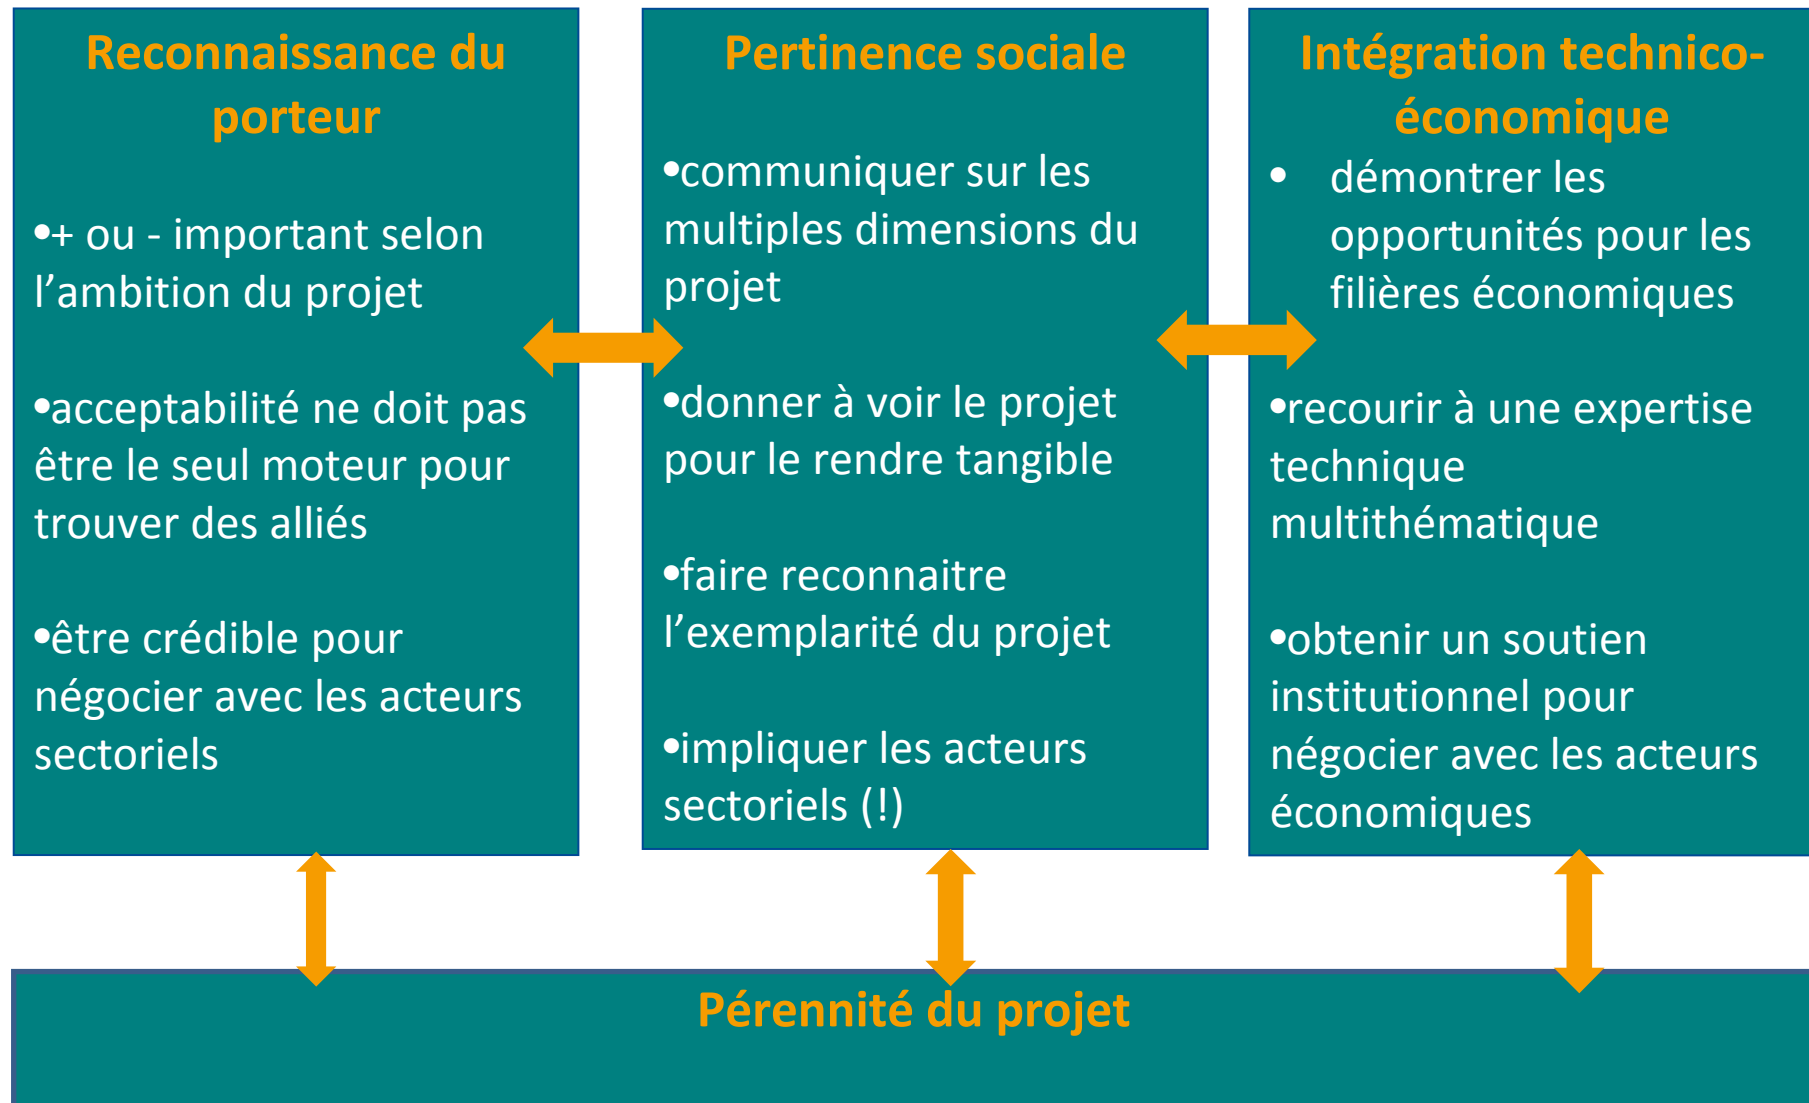 Reconnaissance du
porteur
•+ ou - important selon
l’ambition du projet
•acceptabilité ne doit pas
être le seul moteur pour
trouver des alliés
•être crédible pour
négocier avec les acteurs
sectoriels
Pertinence sociale
•communiquer sur les
multiples dimensions du
projet
•donner à voir le projet
pour le rendre tangible
•faire reconnaitre
l’exemplarité du projet
•impliquer les acteurs
sectoriels (!)
Intégration technico-
économique
• démontrer les
opportunités pour les
filières économiques
•recourir à une expertise
technique
multithématique
•obtenir un soutien
institutionnel pour
négocier avec les acteurs
économiques
Pérennité du projet